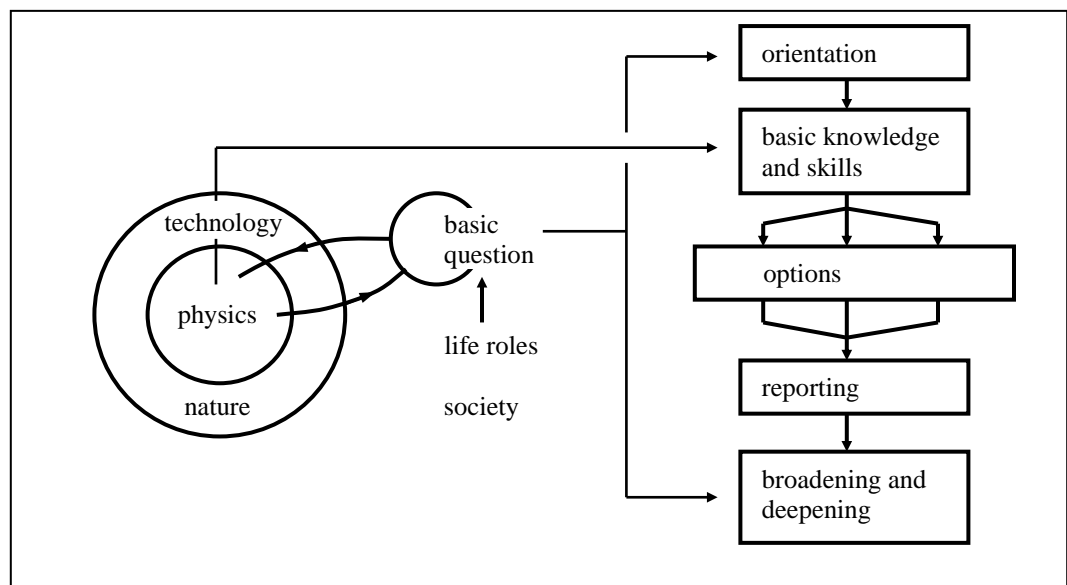 technology
physics
nature
basic
question
life roles
society
orientation
basic knowledge
and skills
options
reporting
broadening and
deepening